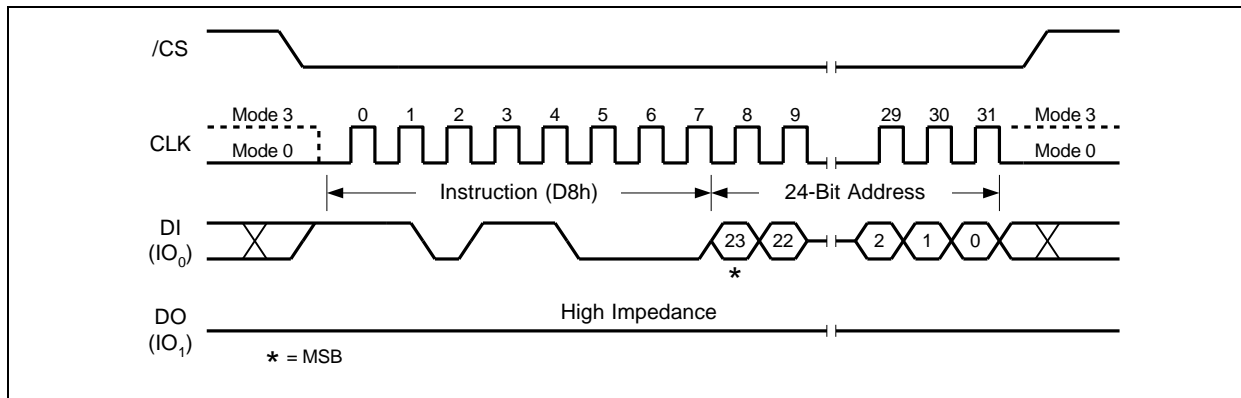 /CS
Mode 3 0 1 2 3 4 5 6 7 8 9 29 30 31 Mode 3
CLK
Mode 0 Mode 0
Instruction (D8h) 24-Bit Address
DI
(IO0)
23 22 2 1 0
*
High Impedance
DO
(IO1)
* = MSB